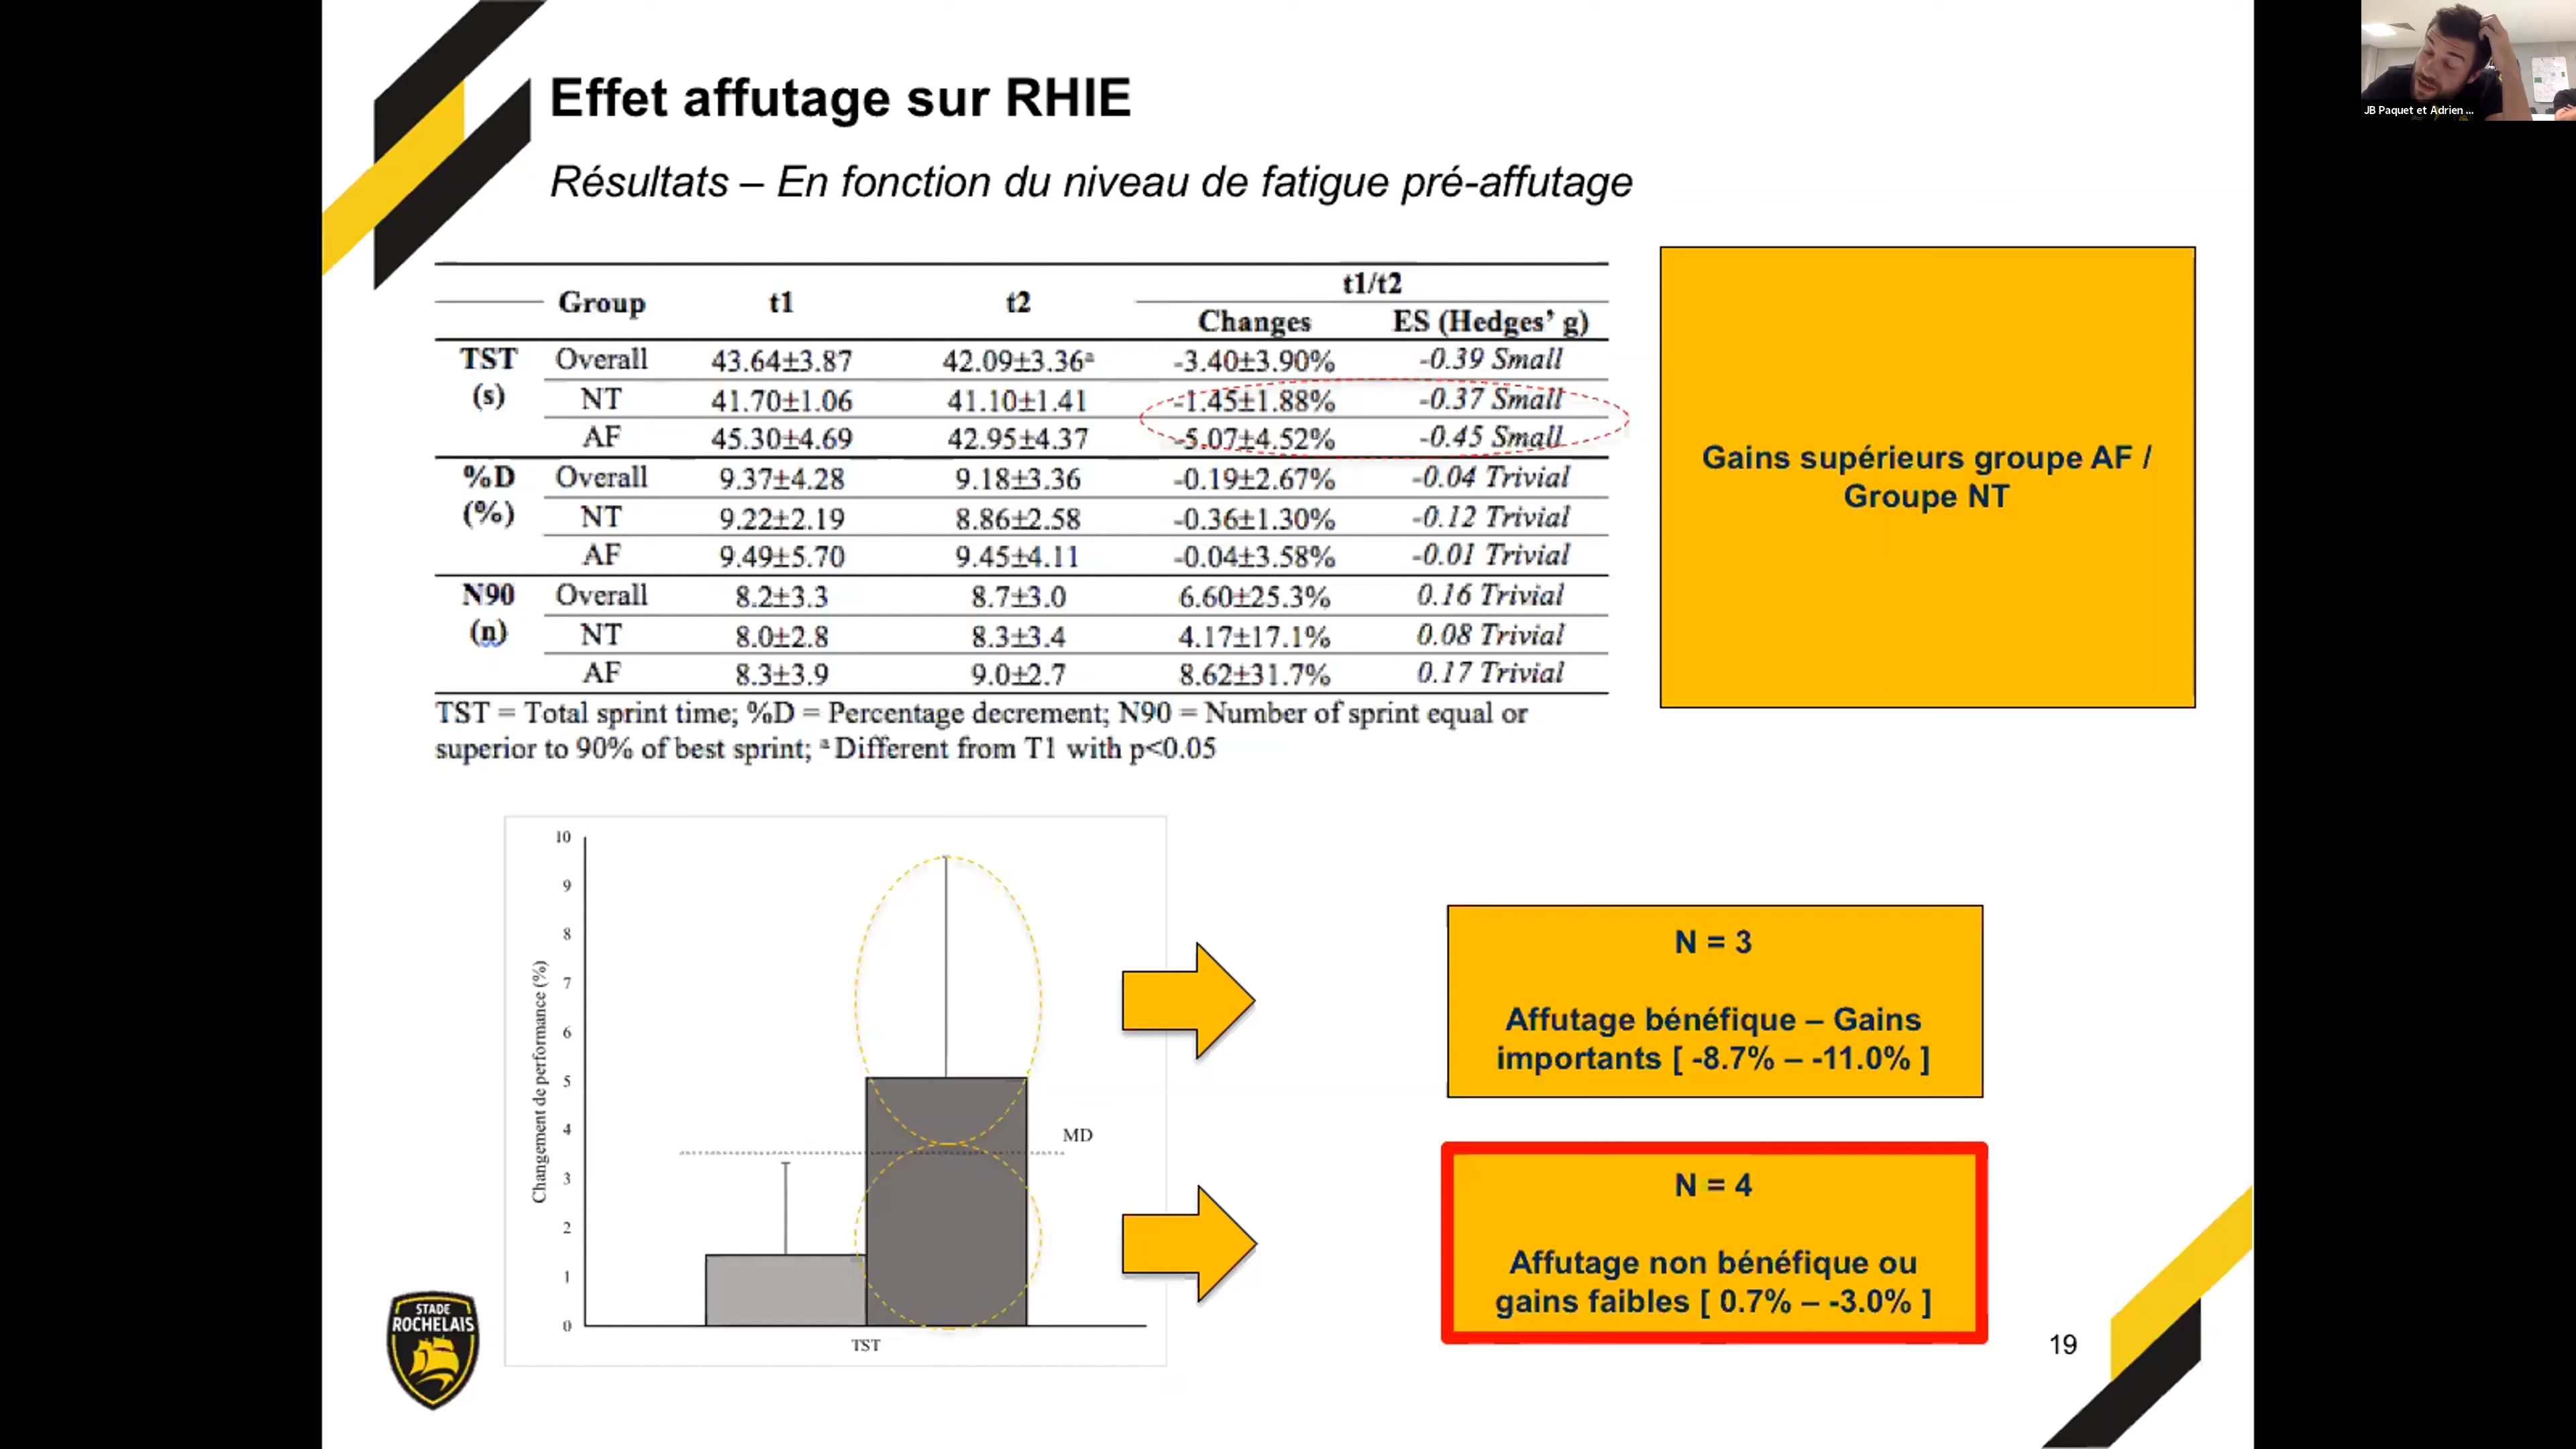 Effet affutage sur RHIE
Résultats – En fonction du niveau de fatigue pré-affutage
Group t1 t2 t1/t2
Changes ES (Hedges’ g)
TST (s) Overall 43.64±3.87 42.09±3.36ᵃ -3.40±3.90% -0.39 Small
NT 41.70±1.06 41.10±1.41 -1.45±1.88% -0.37 Small
AF 45.30±4.69 42.95±4.37 -5.07±4.52% -0.45 Small
%D (%) Overall 9.37±4.28 9.18±3.36 -0.19±2.67% -0.04 Trivial
NT 9.22±2.19 8.86±2.58 -0.36±1.30% -0.12 Trivial
AF 9.49±5.70 9.45±4.11 -0.04±3.58% -0.01 Trivial
N90 (n) Overall 8.2±3.3 8.7±3.0 6.60±25.3% 0.16 Trivial
NT 8.0±2.8 8.3±3.4 4.17±17.1% 0.08 Trivial
AF 8.3±3.9 9.0±2.7 8.62±31.7% 0.17 Trivial
TST = Total sprint time; %D = Percentage decrement; N90 = Number of sprint equal or
superior to 90% of best sprint; ᵃ Different from T1 with p<0.05
Gains supérieurs groupe AF /
Groupe NT
Changement de performance (%)
10
9
8
7
6
5
4
3
2
1
0
MD
TST
N = 3
Affutage bénéfique – Gains
importants [ -8.7% – -11.0% ]
N = 4
Affutage non bénéfique ou
gains faibles [ 0.7% – -3.0% ]
STADE
ROCHELAIS
19
JB Paquet et Adrien ...